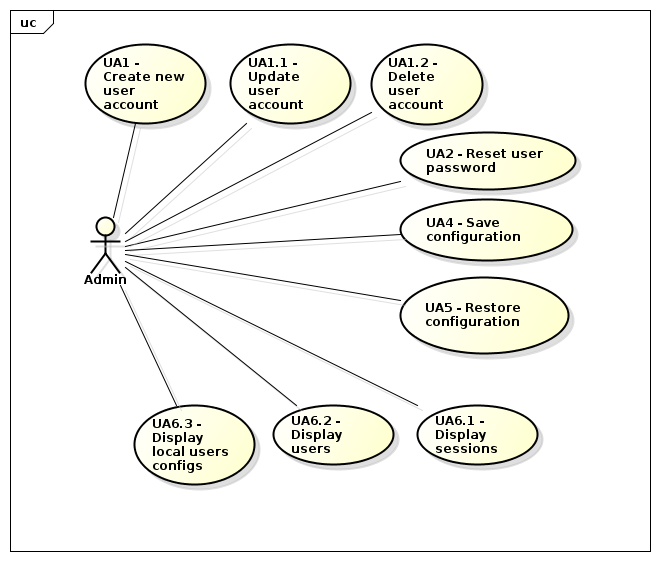 uc
UA1 -
Create new
user
account
UA1.1 -
Update
user
account
UA1.2 -
Delete
user
account
UA2 - Reset user
password
UA4 - Save
configuration
UA5 - Restore
configuration
Admin
UA6.3 -
Display
local users
configs
UA6.2 -
Display
users
UA6.1 -
Display
sessions